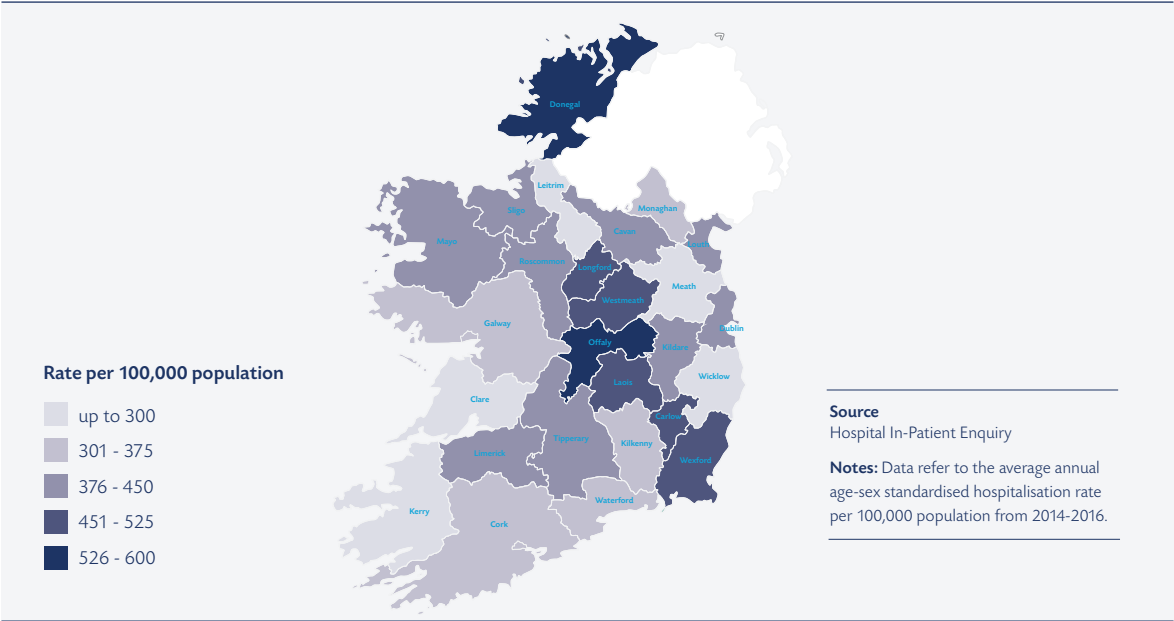 Donegal
Leitrim
Monaghan
Sligo
Cavan
Louth
Mayo
Roscommon
Longford
Meath
Westmeath
Galway
Dublin
Offaly
Kildare
Rate per 100,000 population
Wicklow
Laois
Clare
up to 300
Source
Carlow
Hospital In-Patient Enquiry
301 - 375
Tipperary
Kilkenny
Limerick
Wexford
Notes: Data refer to the average annual
age-sex standardised hospitalisation rate
per 100,000 population from 2014-2016.
376 - 450
Waterford
Kerry
Cork
451 - 525
526 - 600